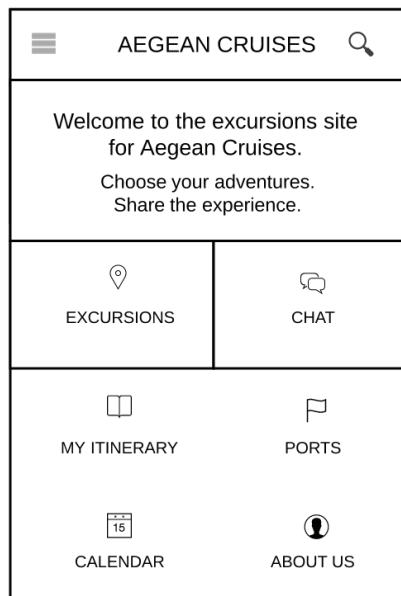 AEGEAN CRUISES
Welcome to the excursions site
for Aegean Cruises.
Choose your adventures.
Share the experience.
EXCURSIONS
CHAT
MY ITINERARY
PORTS
15
CALENDAR
ABOUT US